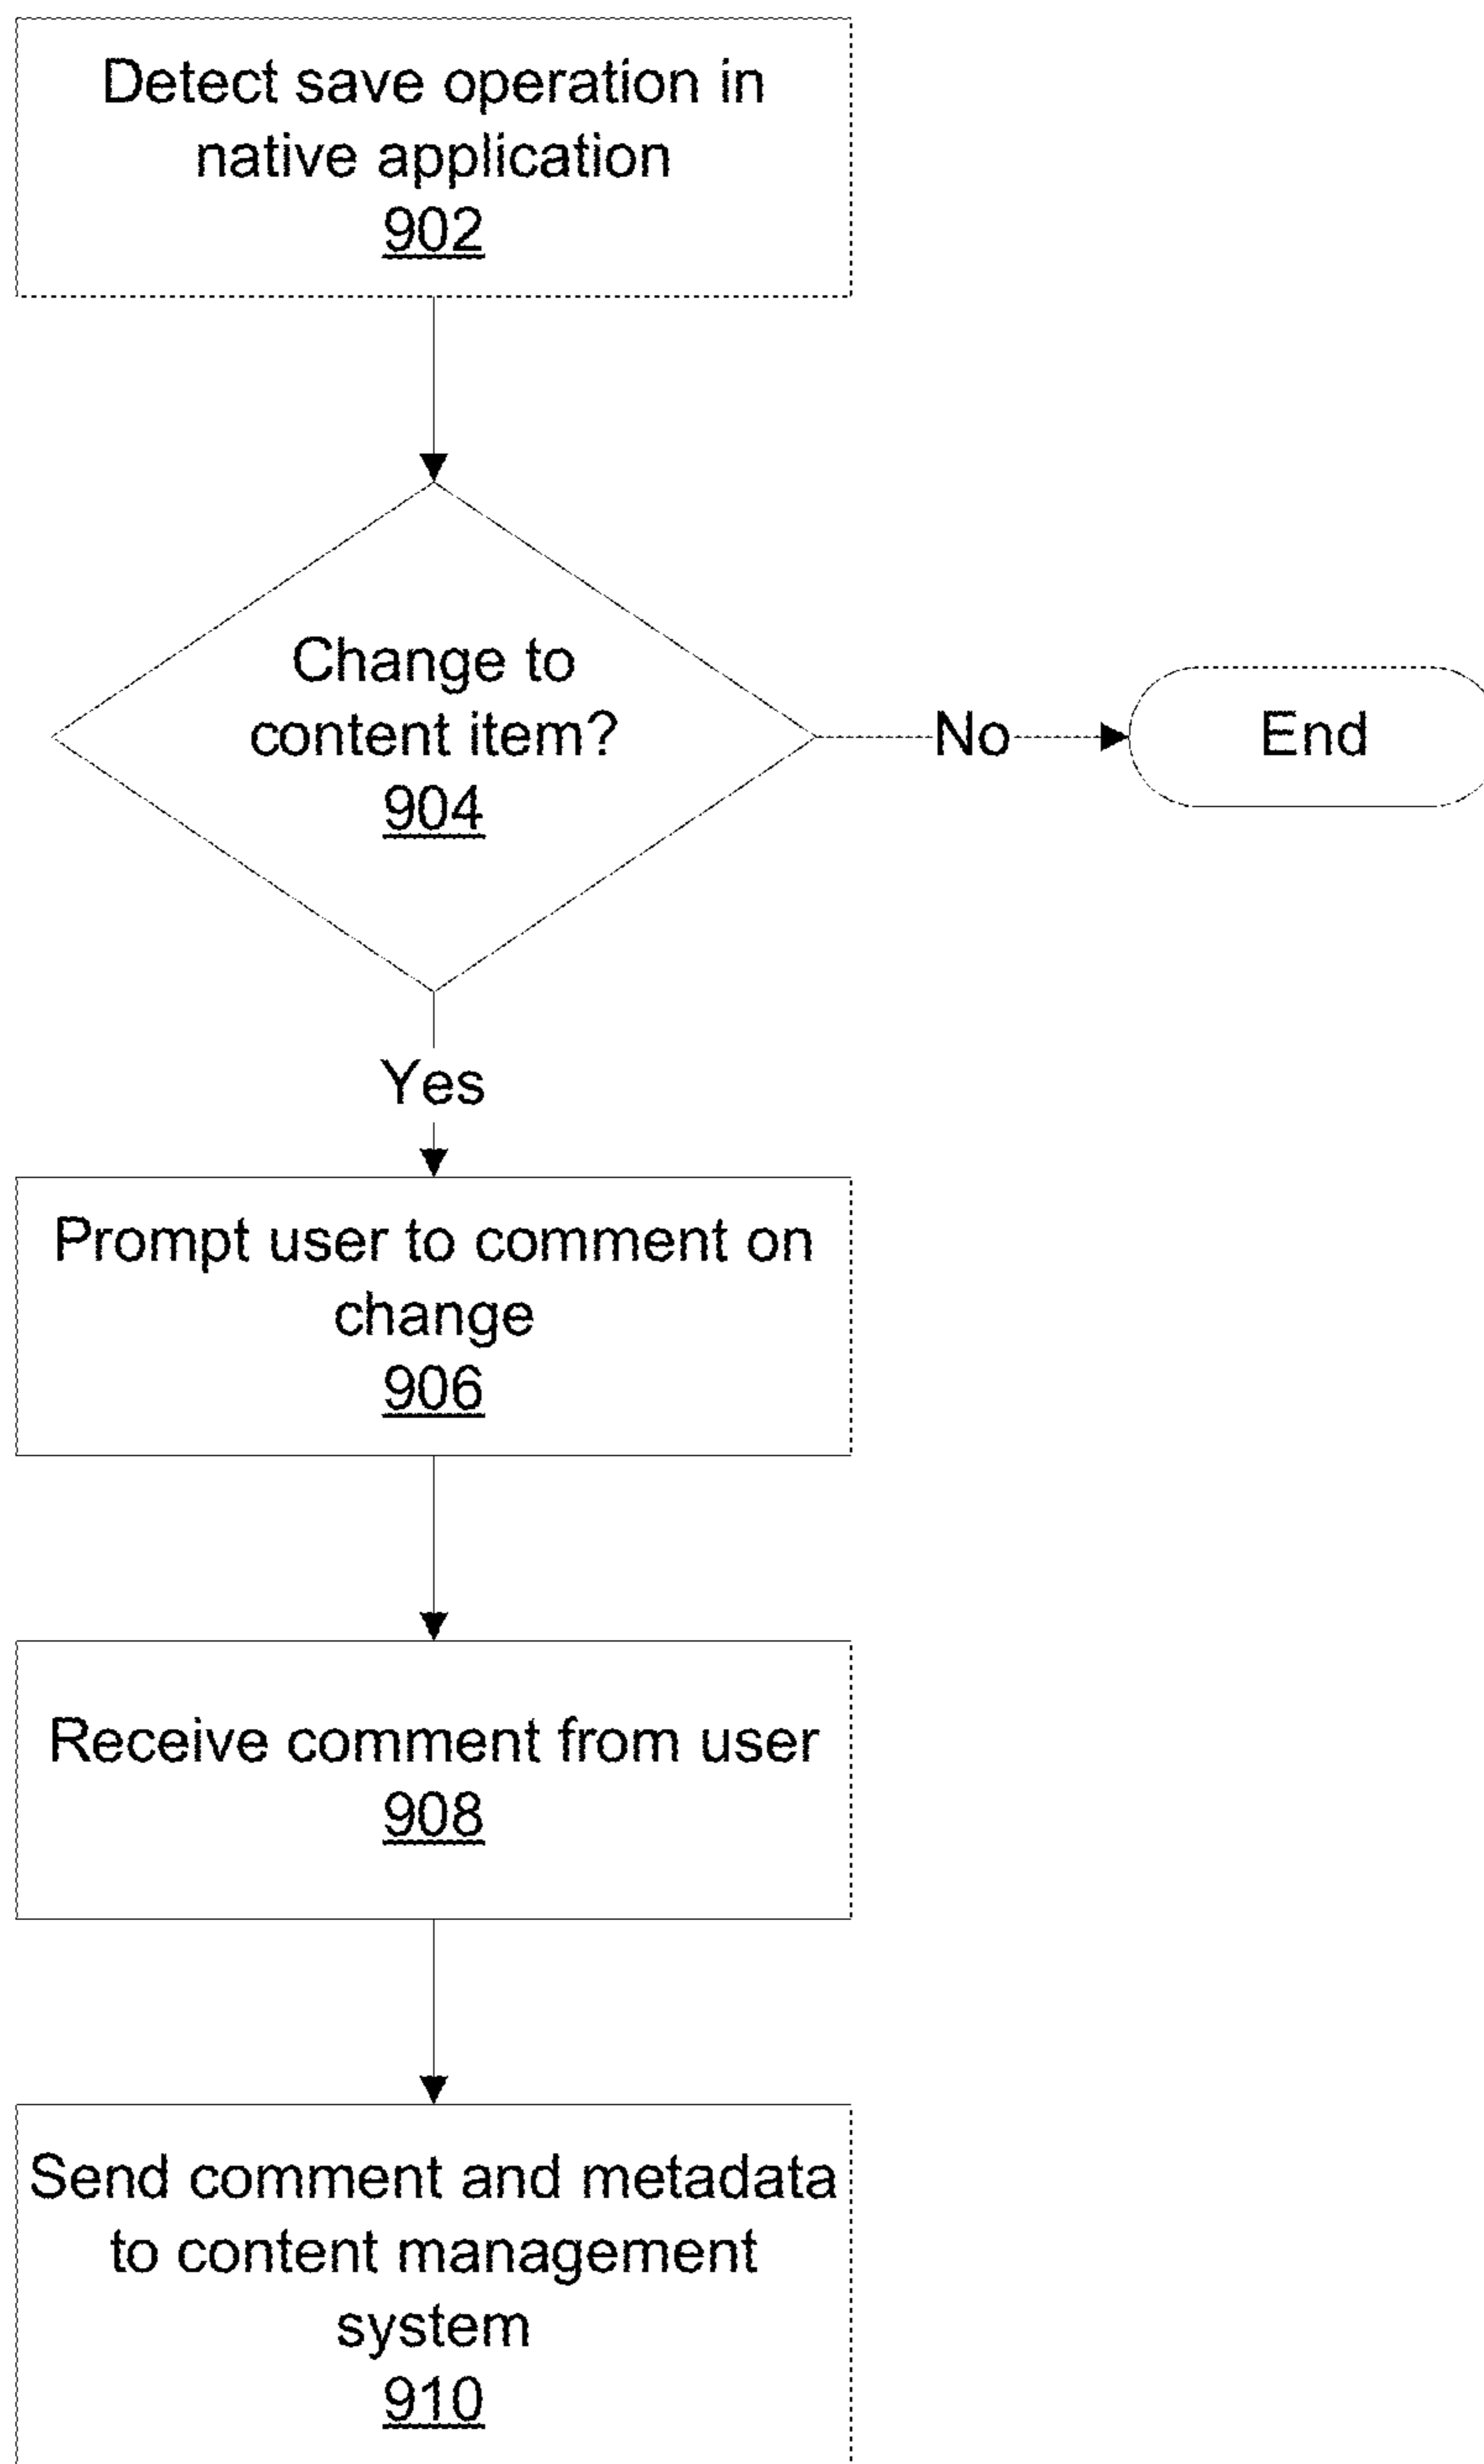 Detect save operation in
native application
902
Change to
content item?
904
No
End
Yes
Prompt user to comment on
change
906
Receive comment from user
908
Send comment and metadata
to content management
system
910